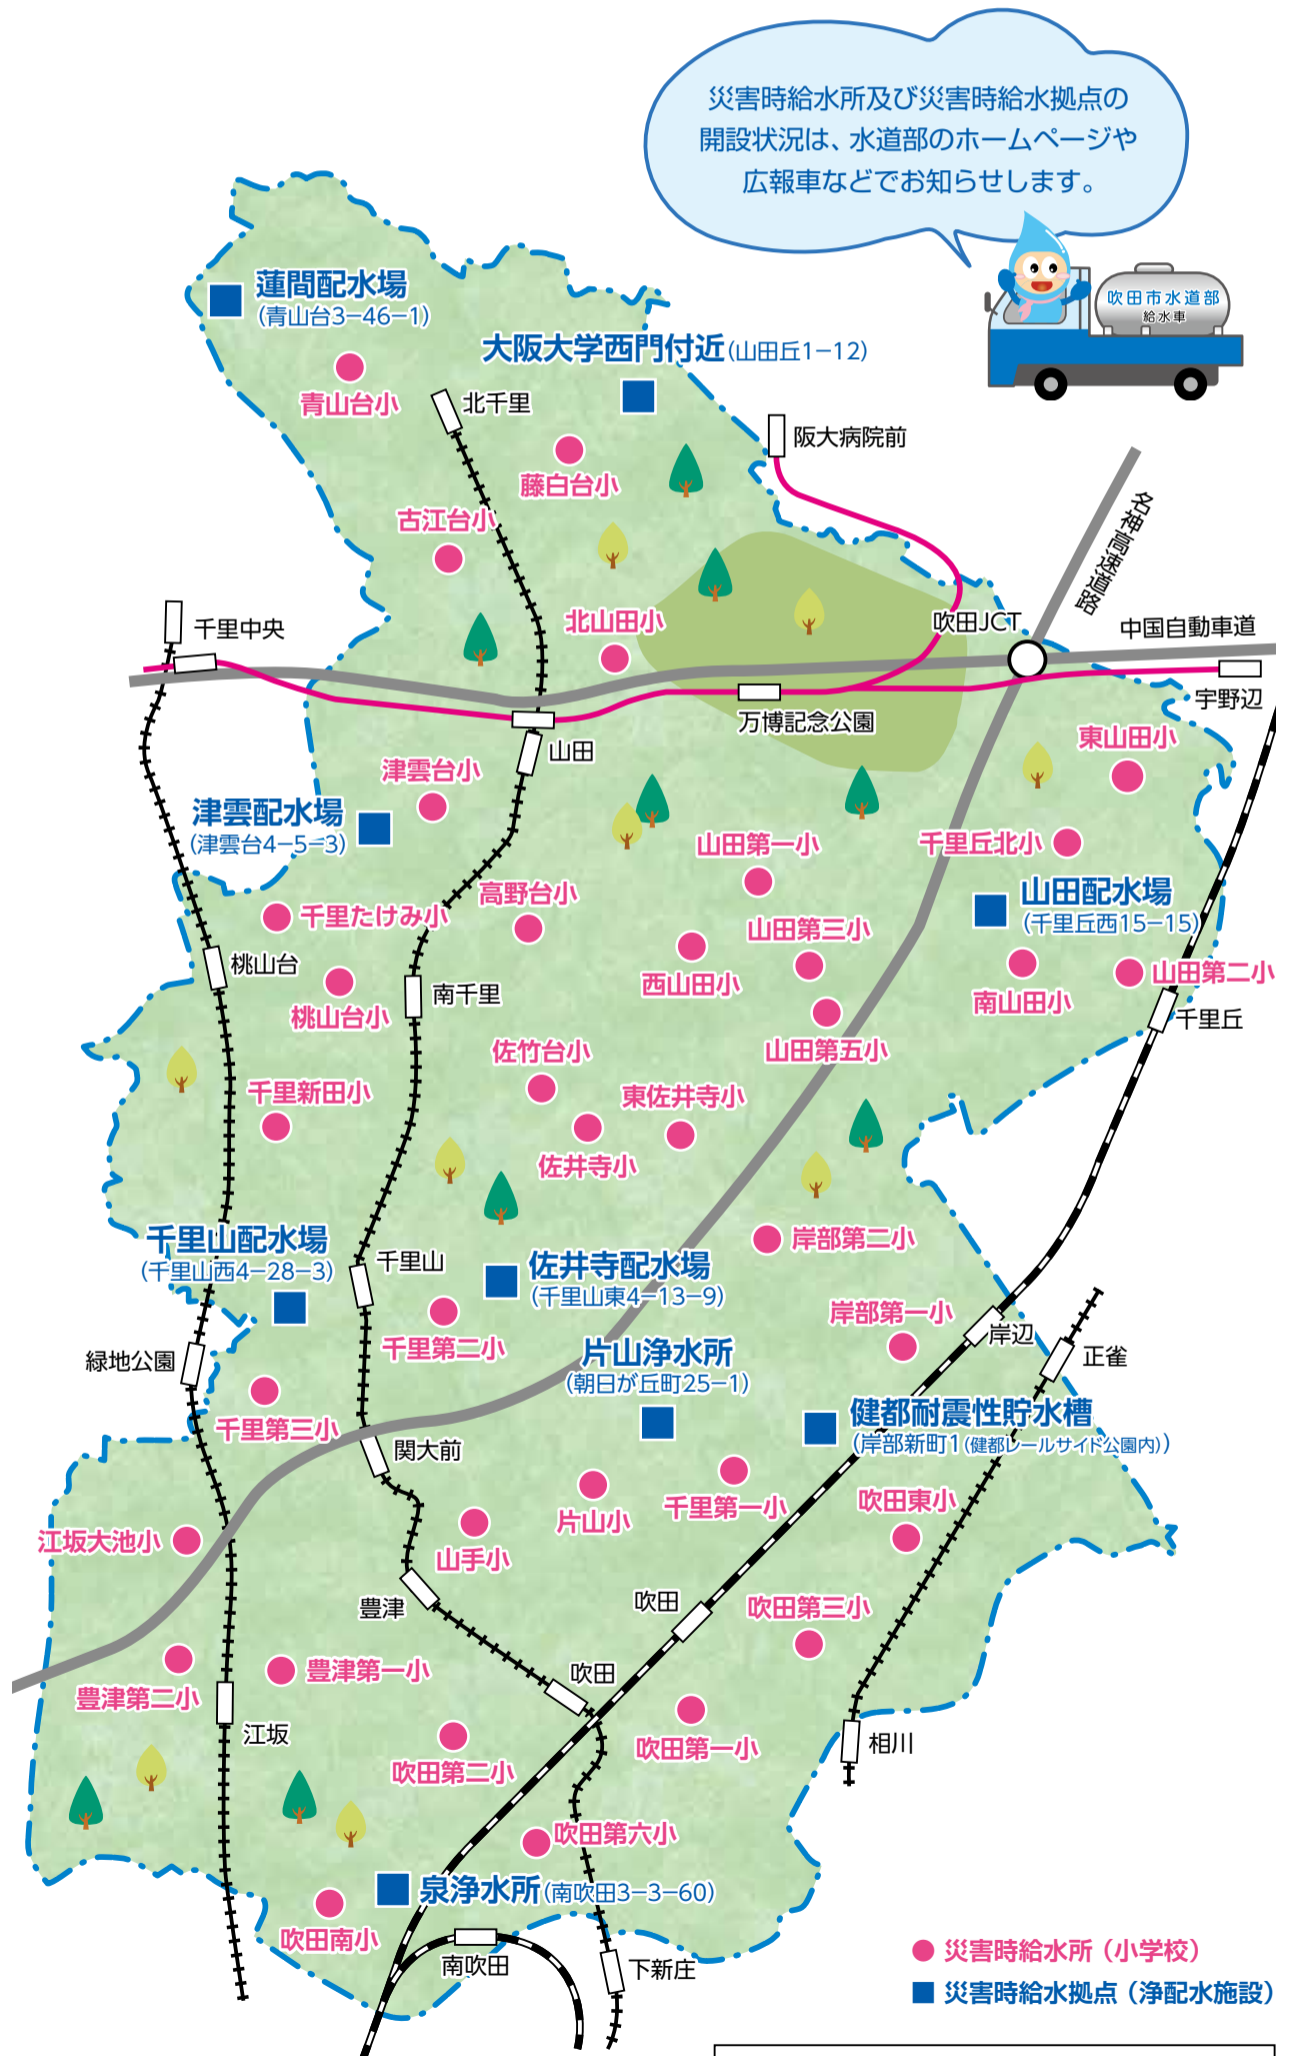 災害時給水所及び災害時給水拠点の
開設状況は、水道部のホームページや
広報車などでお知らせします。
吹田市水道部
給水車
蓮間配水場
(青山台3−46−1)
大阪大学西門付近(山田丘1−12)
青山台小
北千里
阪大病院前
藤白台小
古江台小
名神高速道路
北山田小
吹田JCT
中国自動車道
千里中央
宇野辺
万博記念公園
山田
東山田小
津雲台小
津雲配水場
(津雲台4−5−3)
山田第一小
千里丘北小
山田配水場
(千里丘西15−15)
高野台小
千里たけみ小
山田第三小
桃山台
西山田小
南山田小
山田第二小
南千里
桃山台小
千里丘
佐竹台小
山田第五小
千里新田小
東佐井寺小
佐井寺小
千里山配水場
(千里山西4−28−3)
岸部第二小
千里山
佐井寺配水場
(千里山東4−13−9)
岸部第一小
岸辺
千里第二小
片山浄水所
(朝日が丘町25−1)
緑地公園
正雀
健都耐震性貯水槽
(岸部新町1(健都レールサイド公園内))
千里第三小
関大前
吹田東小
千里第一小
片山小
江坂大池小
山手小
豊津
吹田
吹田第三小
豊津第一小
吹田
豊津第二小
江坂
吹田第一小
相川
吹田第二小
吹田第六小
泉浄水所(南吹田3−3−60)
吹田南小
南吹田
下新庄
災害時給水所(小学校)
災害時給水拠点(浄配水施設)